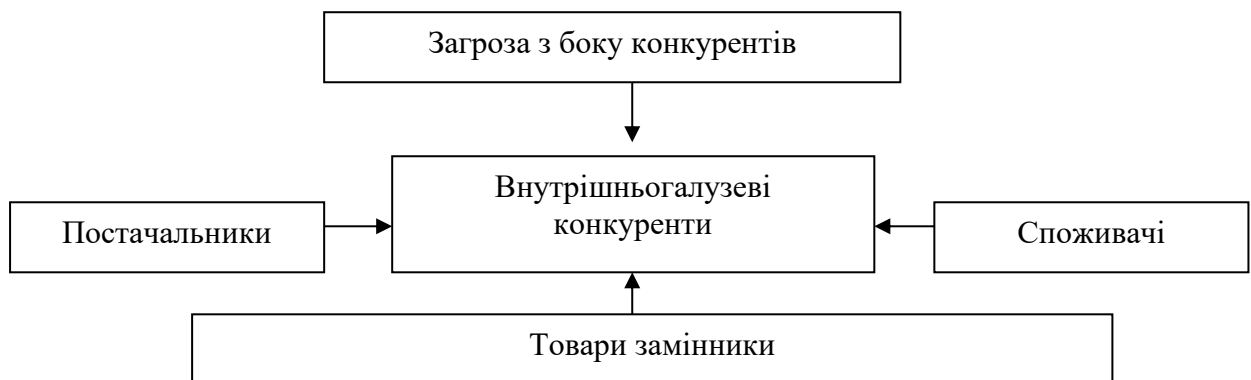 Загроза з боку конкурентів
Внутрішньогалузеві
конкуренти
Постачальники
Споживачі
Товари замінники